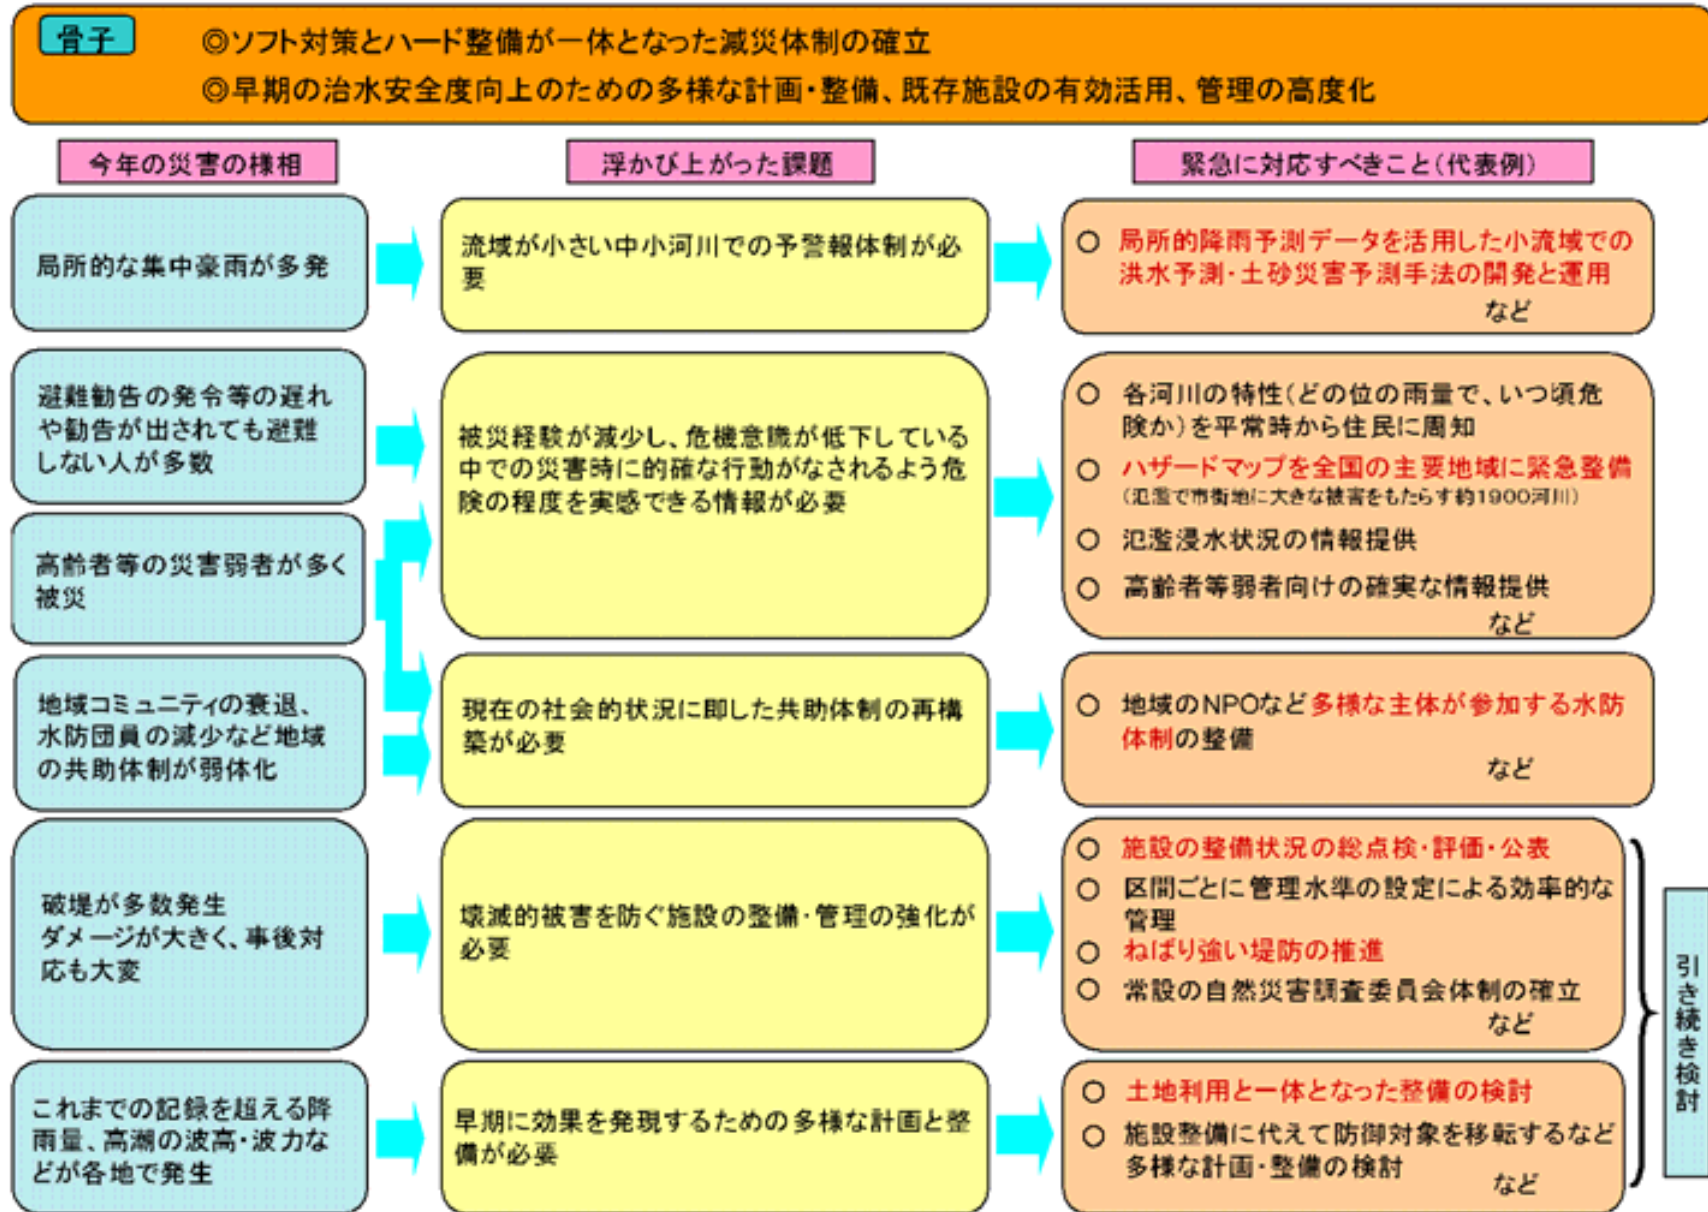 骨子
◎ソフト対策とハード整備が一体となった減災体制の確立
◎早期の治水安全度向上のための多様な計画・整備、既存施設の有効活用、管理の高度化
今年の災害の様相
浮かび上がった課題
緊急に対応すべきこと(代表例)
局所的な集中豪雨が多発
流域が小さい中小河川での予警報体制が必
要
○ 局所的降雨予測データを活用した小流域での
洪水予測・土砂災害予測手法の開発と運用
など
避難勧告の発令等の遅れ
や勧告が出されても避難
しない人が多数
高齢者等の災害弱者が多く
被災
被災経験が減少し、危機意識が低下している
中での災害時に的確な行動がなされるよう危
険の程度を実感できる情報が必要
○ 各河川の特性(どの位の雨量で、いつ頃危
険か)を平常時から住民に周知
○ ハザードマップを全国の主要地域に緊急整備
(氾濫で市街地に大きな被害をもたらす約1900河川)
○ 氾濫浸水状況の情報提供
○ 高齢者等弱者向けの確実な情報提供
など
地域コミュニティの衰退、
水防団員の減少など地域
の共助体制が弱体化
現在の社会的状況に即した共助体制の再構
築が必要
○ 地域のNPOなど多様な主体が参加する水防
体制の整備
など
破堤が多数発生
ダメージが大きく、事後対
応も大変
壊滅的被害を防ぐ施設の整備・管理の強化が
必要
○ 施設の整備状況の総点検・評価・公表
○ 区間ごとに管理水準の設定による効率的な
管理
○ ねばり強い堤防の推進
○ 常設の自然災害調査委員会体制の確立
など
これまでの記録を超える降
雨量、高潮の波高・波力な
どが各地で発生
早期に効果を発現するための多様な計画と整
備が必要
○ 土地利用と一体となった整備の検討
○ 施設整備に代えて防御対象を移転するなど
多様な計画・整備の検討
など
引き続き検討